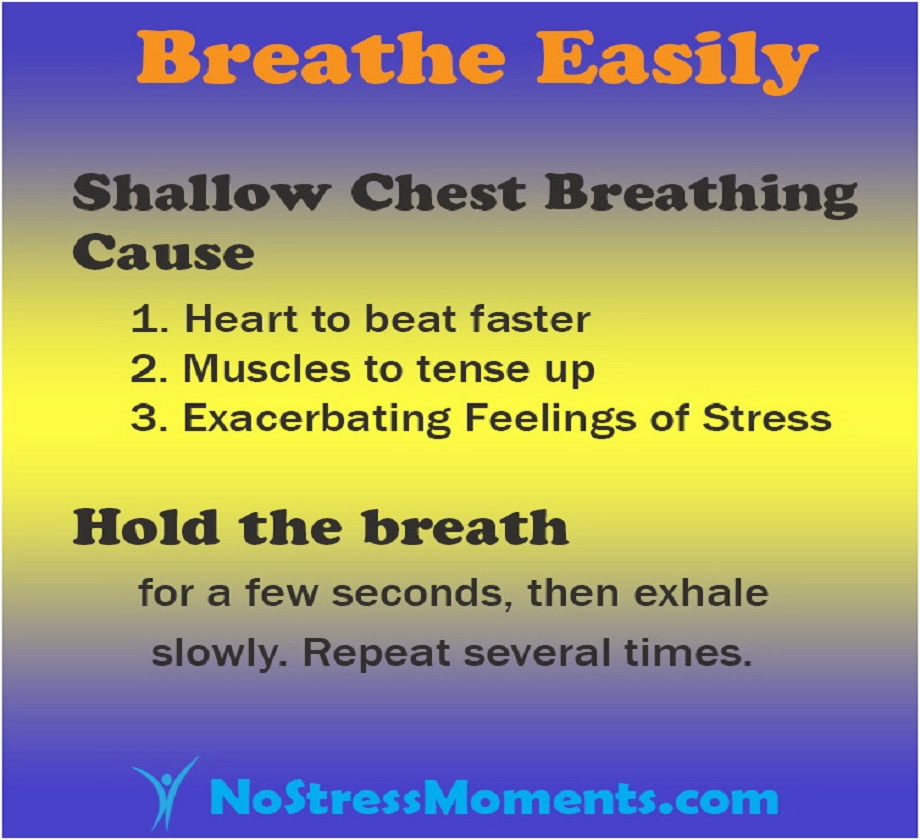 Breathe Easily
Shallow Chest Breathing
Cause
1. Heart to beat faster
2. Muscles to tense up
3. Exacerbating Feelings of Stress
Hold the breath
for a few seconds, then exhale
slowly. Repeat several times.
NoStressMoments.com